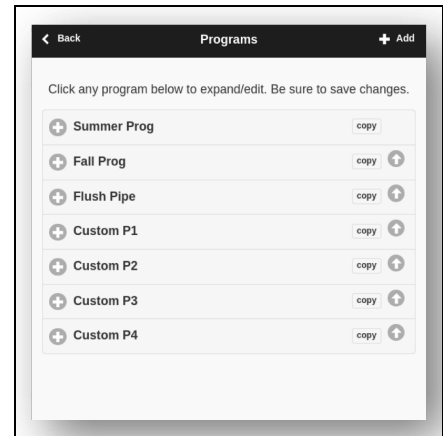 Back Programs Add
Click any program below to expand/edit. Be sure to save changes.
Summer Prog copy
Fall Prog copy
Flush Pipe copy
Custom P1 copy
Custom P2 copy
Custom P3 copy
Custom P4 copy